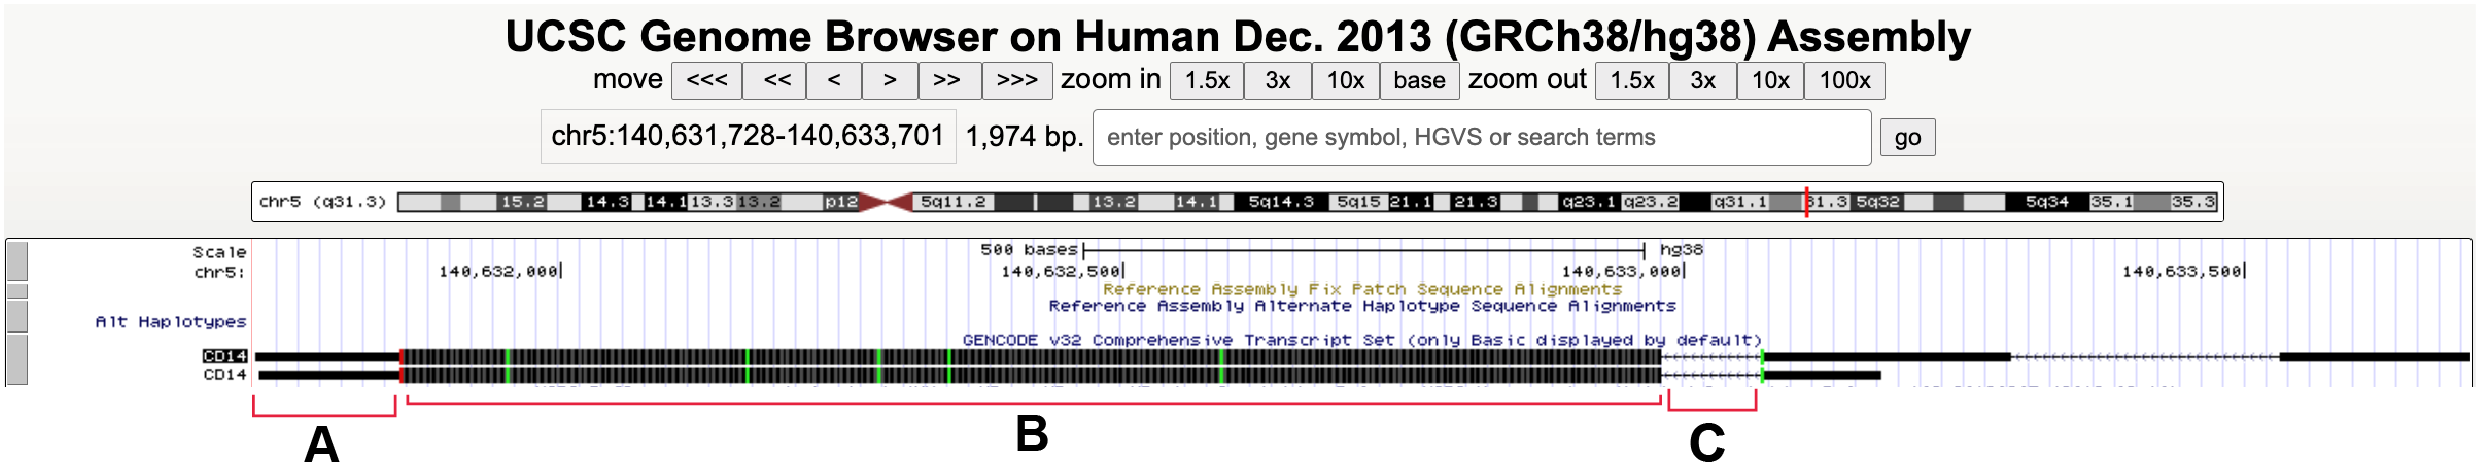 UCSC Genome Browser on Human Dec. 2013 (GRCh38/hg38) Assembly
move <<< << < > >> >>> zoom in 1.5x 3x 10x base zoom out 1.5x 3x 10x 100x
chr5:140,631,728-140,633,701 1,974 bp. enter position, gene symbol, HGVS or search terms go
chr5 (q31.3) 15.2 14.3 14.1 13.3 13.2 p12 5q11.2 13.2 14.1 5q14.3 5q15 21.1 21.3 q23.1 q23.2 q31.1 31.3 5q32 5q34 35.1 35.3
Scale 500 bases hg38
chr5: 140,632,000 140,632,500 140,633,000 140,633,500
Reference Assembly Fix Patch Sequence Alignments
Reference Assembly Alternate Haplotype Sequence Alignments
Alt Haplotypes
GENCODE v32 Comprehensive Transcript Set (only Basic displayed by default)
CD14
CD14
A B C